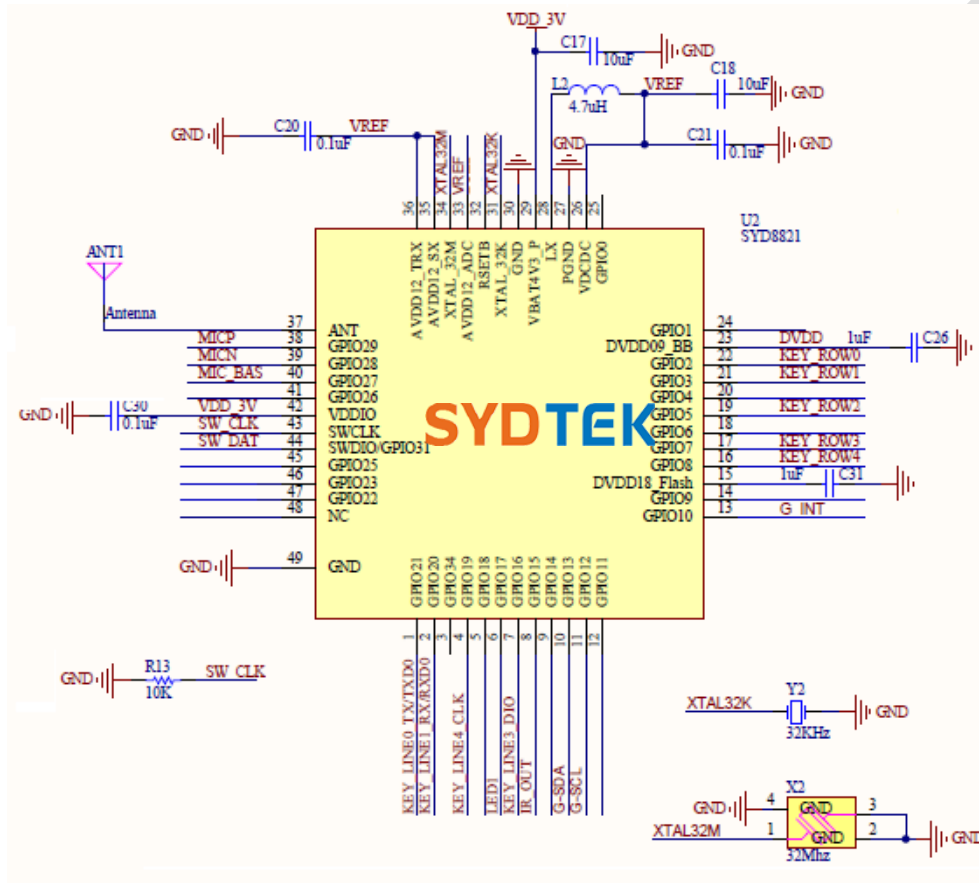 VDD_3V
C17
10uF
GND
L2
4.7uH
VREF
C18
10uF
GND
GND
C20
0.1uF
VREF
XTAL32M
VREF
XTAL32K
GND
C21
0.1uF
GND
36
35
34
33
32
31
30
29
28
27
26
25
AVDD12_TRX
AVDD12_SX
XTAL_32M
AVDD12_ADC
RSETB
XTAL_32K
GND
VBAT4V3_P
LX
PGND
VDCDC
GPIO0
U2
SYD8821
ANT1
Antenna
37 ANT
MICP 38 GPIO29
MICN 39 GPIO28
MIC_BAS 40 GPIO27
41 GPIO26
GND C30 0.1uF VDD_3V 42 VDDIO
SW_CLK 43 SWCLK
SW_DAT 44 SWDIO/GPIO31
45 GPIO25
46 GPIO23
47 GPIO22
48 NC
GND 49 GND
SYDTEK
GPIO1 24
DVDD09_BB 23 DVDD 1uF C26
GPIO2 22 KEY_ROW0
GPIO3 21 KEY_ROW1
GPIO4 20
GPIO5 19 KEY_ROW2
GPIO6 18
GPIO7 17 KEY_ROW3
GPIO8 16 KEY_ROW4
DVDD18_Flash 15 1uF C31
GPIO9 14
GPIO10 13 G_INT
GPIO21
GPIO20
GPIO34
GPIO19
GPIO18
GPIO17
GPIO16
GPIO15
GPIO14
GPIO13
GPIO12
GPIO11
1
2
3
4
5
6
7
8
9
10
11
12
KEY_LINE0_TX/TXD0
KEY_LINE1_RX/RXD0
KEY_LINE4_CLK
LED1
KEY_LINE3_DIO
IR_OUT
G-SDA
G-SCL
GND
R13
10K
SW_CLK
XTAL32K
Y2
32KHz
GND
X2
GND 4 GND 3
XTAL32M 1 GND 2
GND
32Mhz